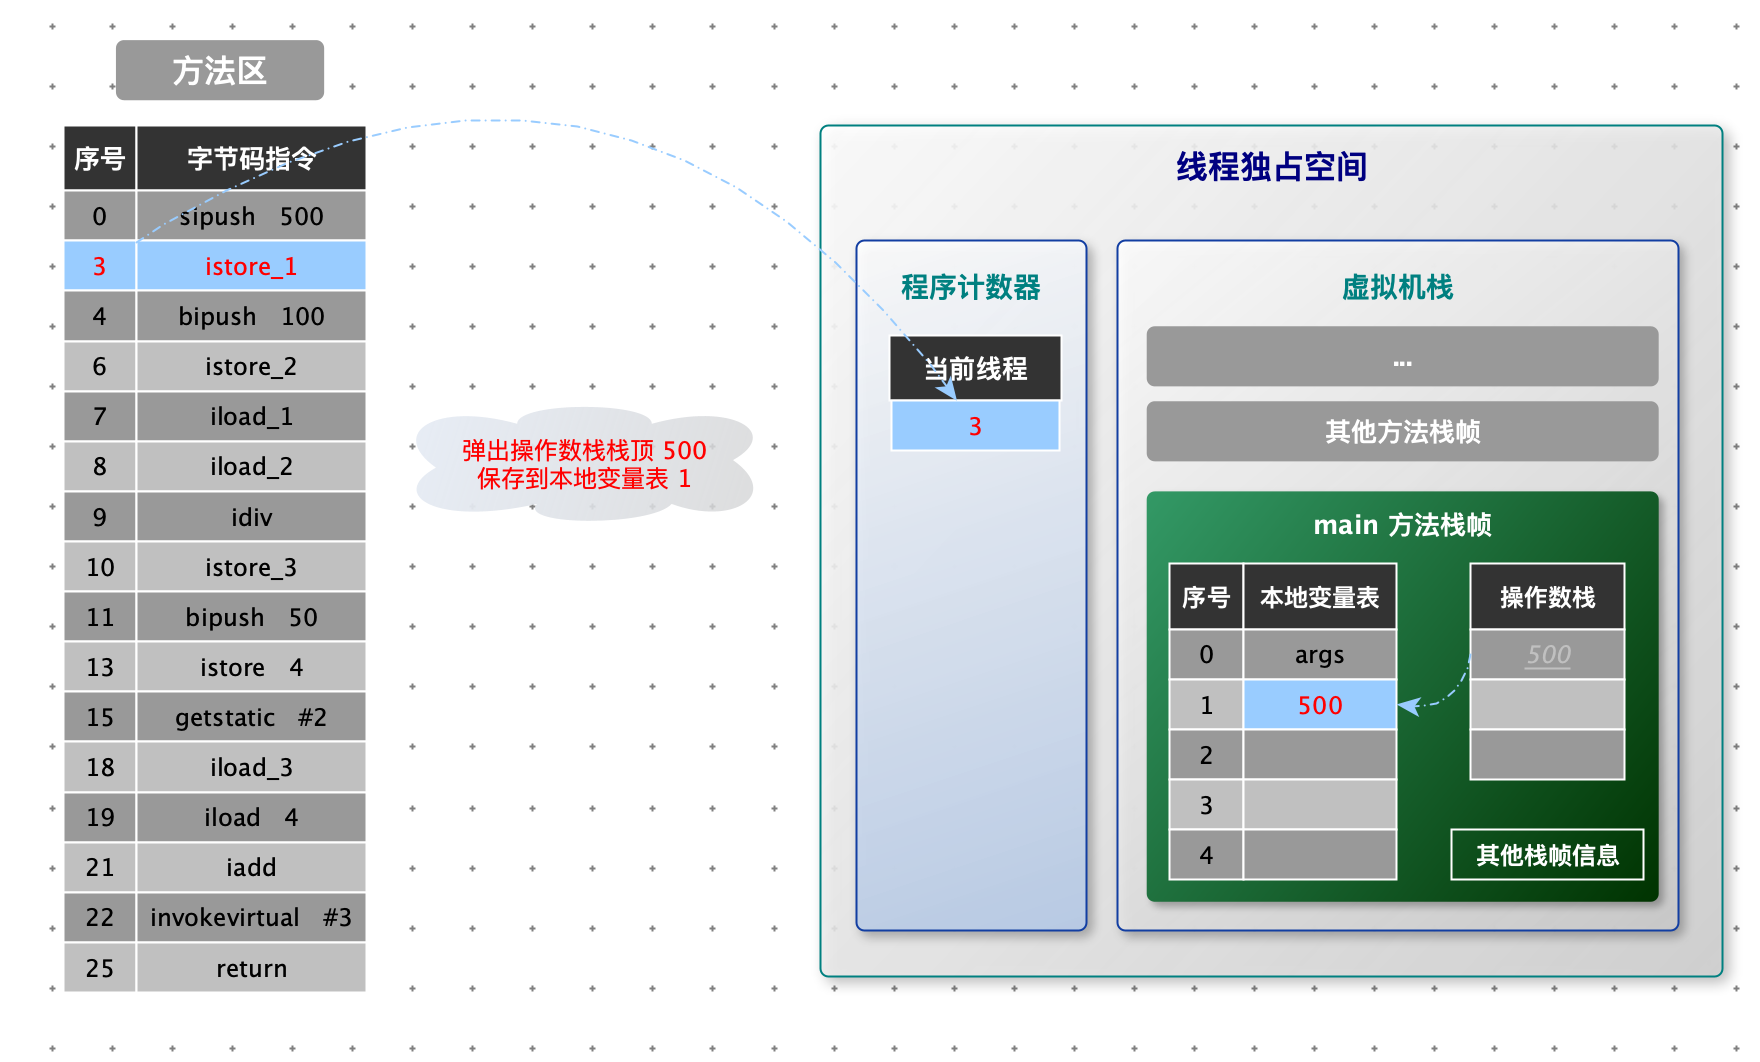 方法区
序号 字节码指令
0 sipush 500
3 istore_1
4 bipush 100
6 istore_2
7 iload_1
8 iload_2
9 idiv
10 istore_3
11 bipush 50
13 istore 4
15 getstatic #2
18 iload_3
19 iload 4
21 iadd
22 invokevirtual #3
25 return
弹出操作数栈栈顶 500
保存到本地变量表 1
线程独占空间
程序计数器
当前线程
3
虚拟机栈
...
其他方法栈帧
main 方法栈帧
序号 本地变量表
0 args
1 500
2
3
4
操作数栈
500
其他栈帧信息